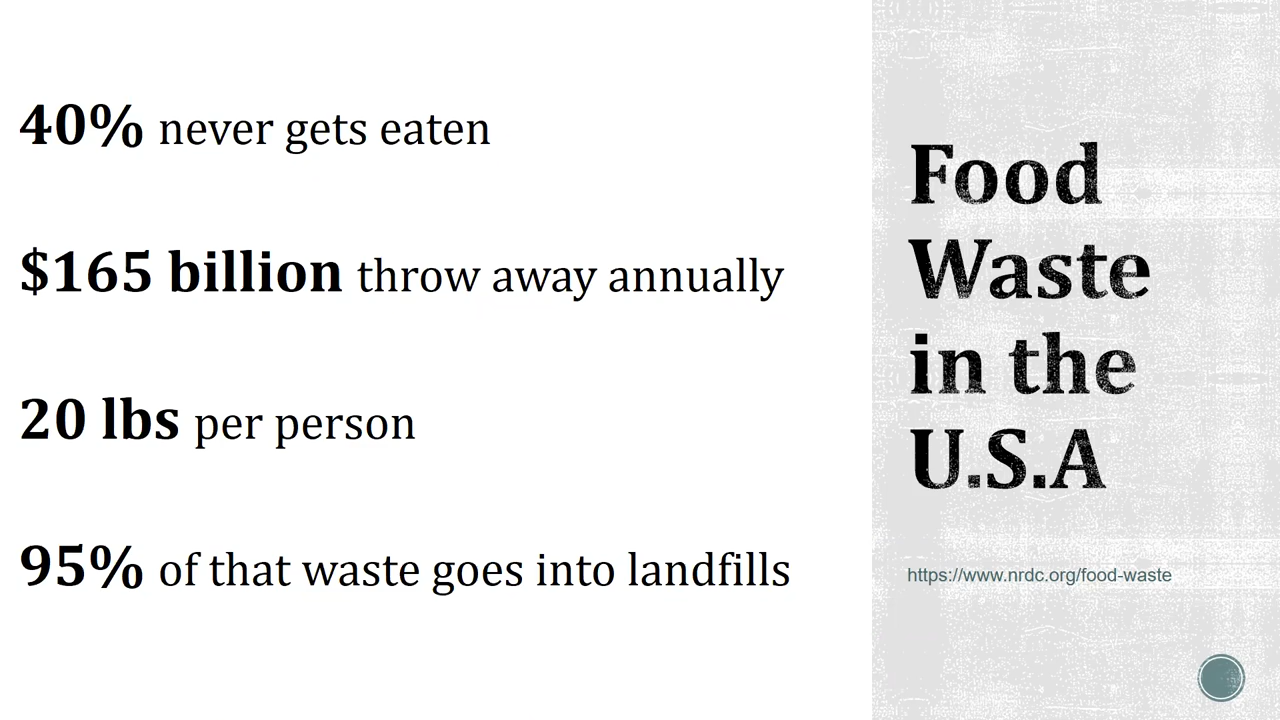 40% never gets eaten
$165 billion throw away annually
20 lbs per person
95% of that waste goes into landfills
Food
Waste
in the
U.S.A
https://www.nrdc.org/food-waste